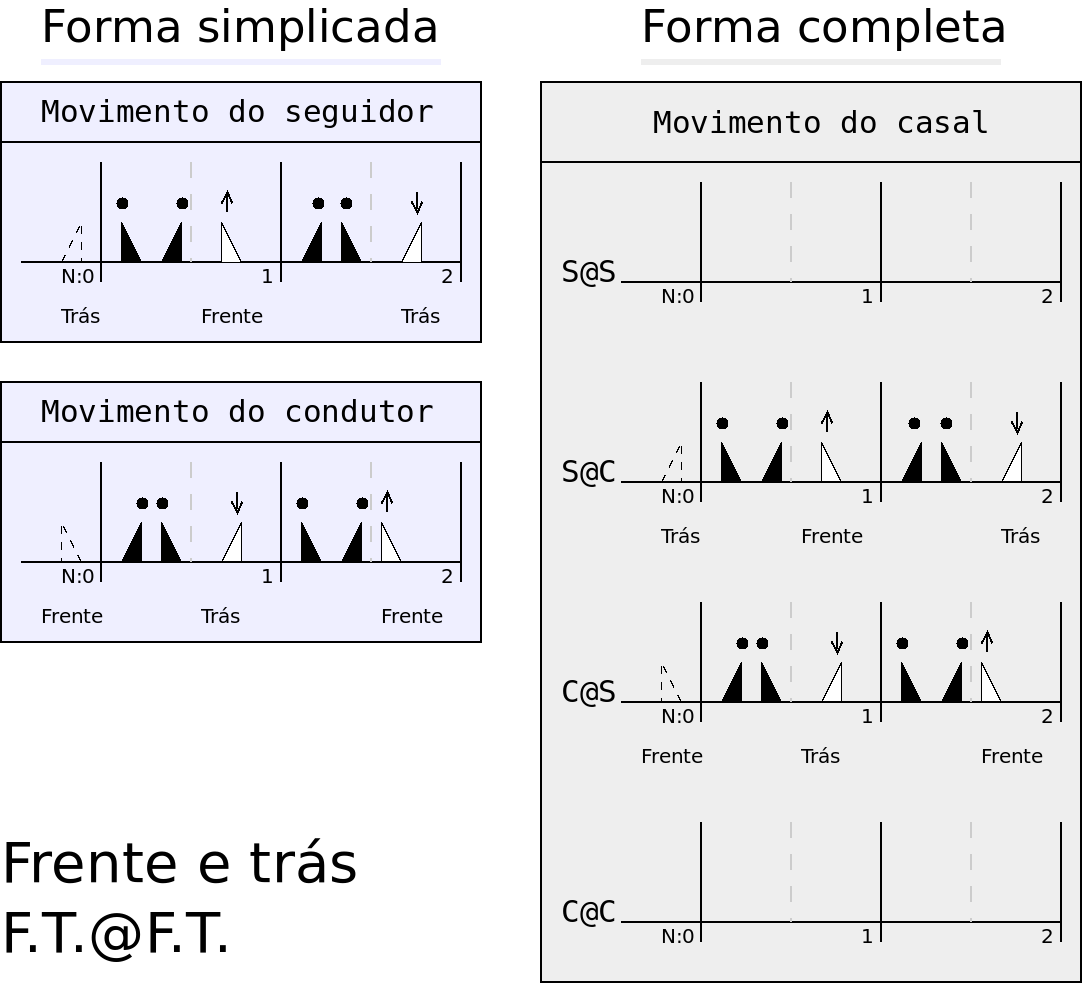 Forma simplicada
Movimento do seguidor
N:0 1 2
Trás Frente Trás
Movimento do condutor
N:0 1 2
Frente Trás Frente
Frente e trás
F.T.@F.T.
Forma completa
Movimento do casal
S@S
N:0 1 2
S@C
N:0 1 2
Trás Frente Trás
C@S
N:0 1 2
Frente Trás Frente
C@C
N:0 1 2